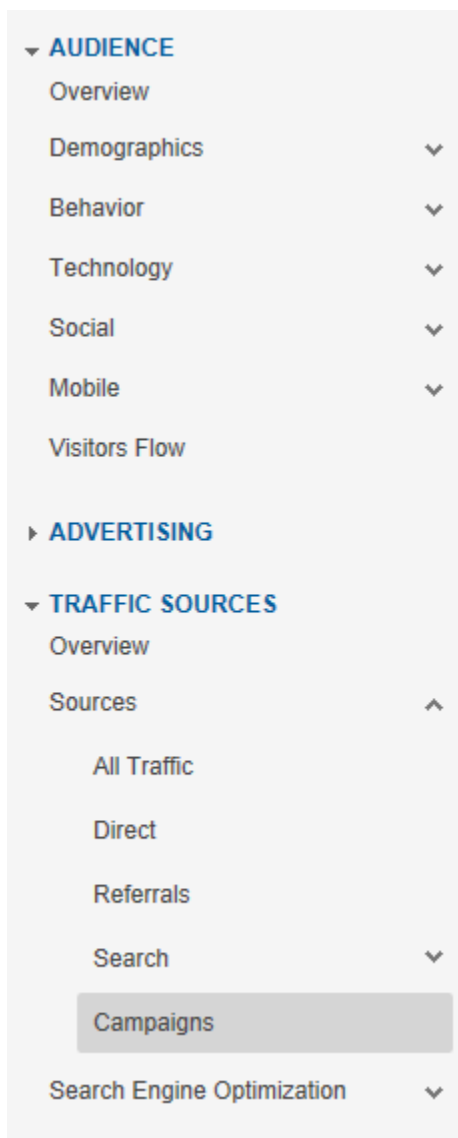 AUDIENCE
Overview
Demographics
Behavior
Technology
Social
Mobile
Visitors Flow
ADVERTISING
TRAFFIC SOURCES
Overview
Sources
All Traffic
Direct
Referrals
Search
Campaigns
Search Engine Optimization